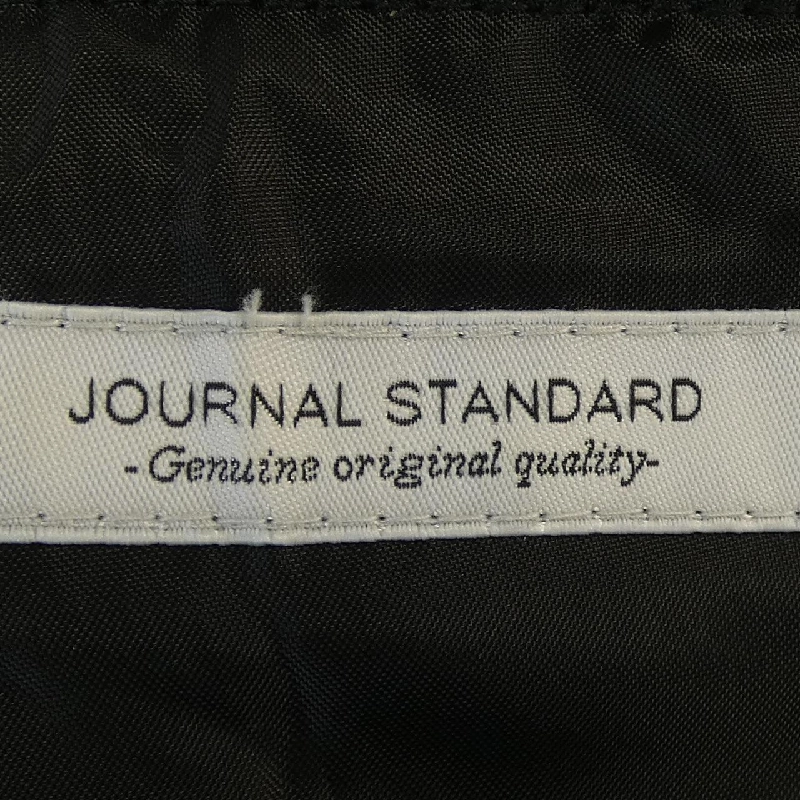 JOURNAL STANDARD
-Genuine original quality-